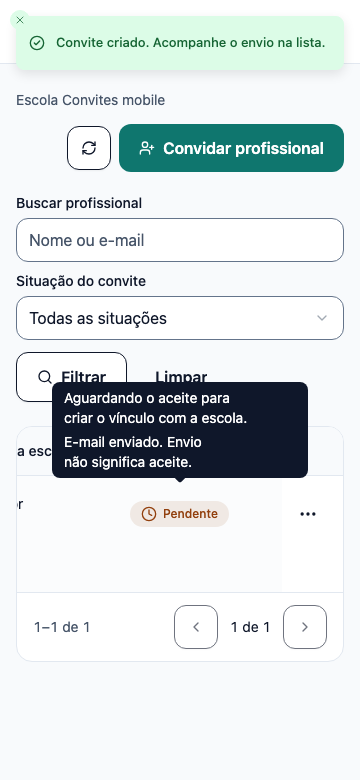 Convite criado. Acompanhe o envio na lista.
Escola Convites mobile
Convidar profissional
Buscar profissional
Nome ou e-mail
Situação do convite
Todas as situações
Filtrar
Limpar
Aguardando o aceite para
criar o vínculo com a escola.
E-mail enviado. Envio
não significa aceite.
a esc
or
Pendente
1–1 de 1
1 de 1